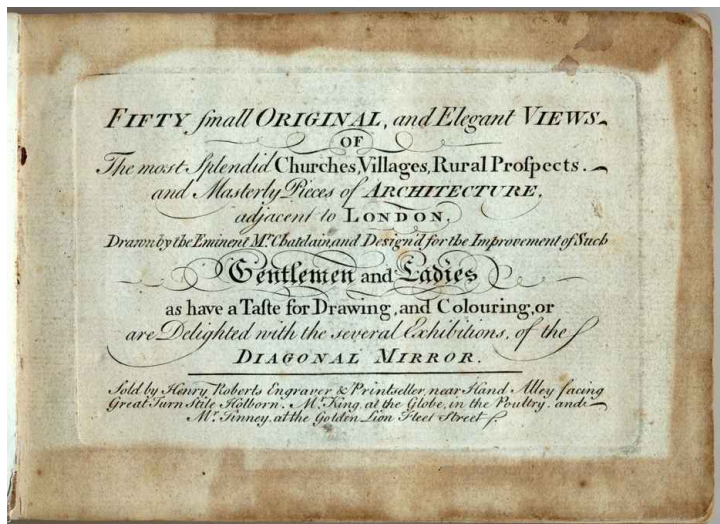 FIFTY ſmall ORIGINAL, and Elegant VIEWS
OF
The most Splendid Churches, Villages, Rural Proſpects.
and Masterly Pieces of ARCHITECTURE,
adjacent to LONDON,
Drawn by the Eminent Mr. Chatelain, and Design'd for the Improvement of Such
Gentlemen and Ladies
as have a Taſte for Drawing, and Colouring, or
are Delighted with the several Exhibitions, of the
DIAGONAL MIRROR.
Sold by Henry Roberts Engraver & Printseller, near Hand Alley facing
Great Turn Stile Holborn. Mr. King, at the Globe, in the Poultry. and
Mr. Tinney, at the Golden Lion Fleet Street